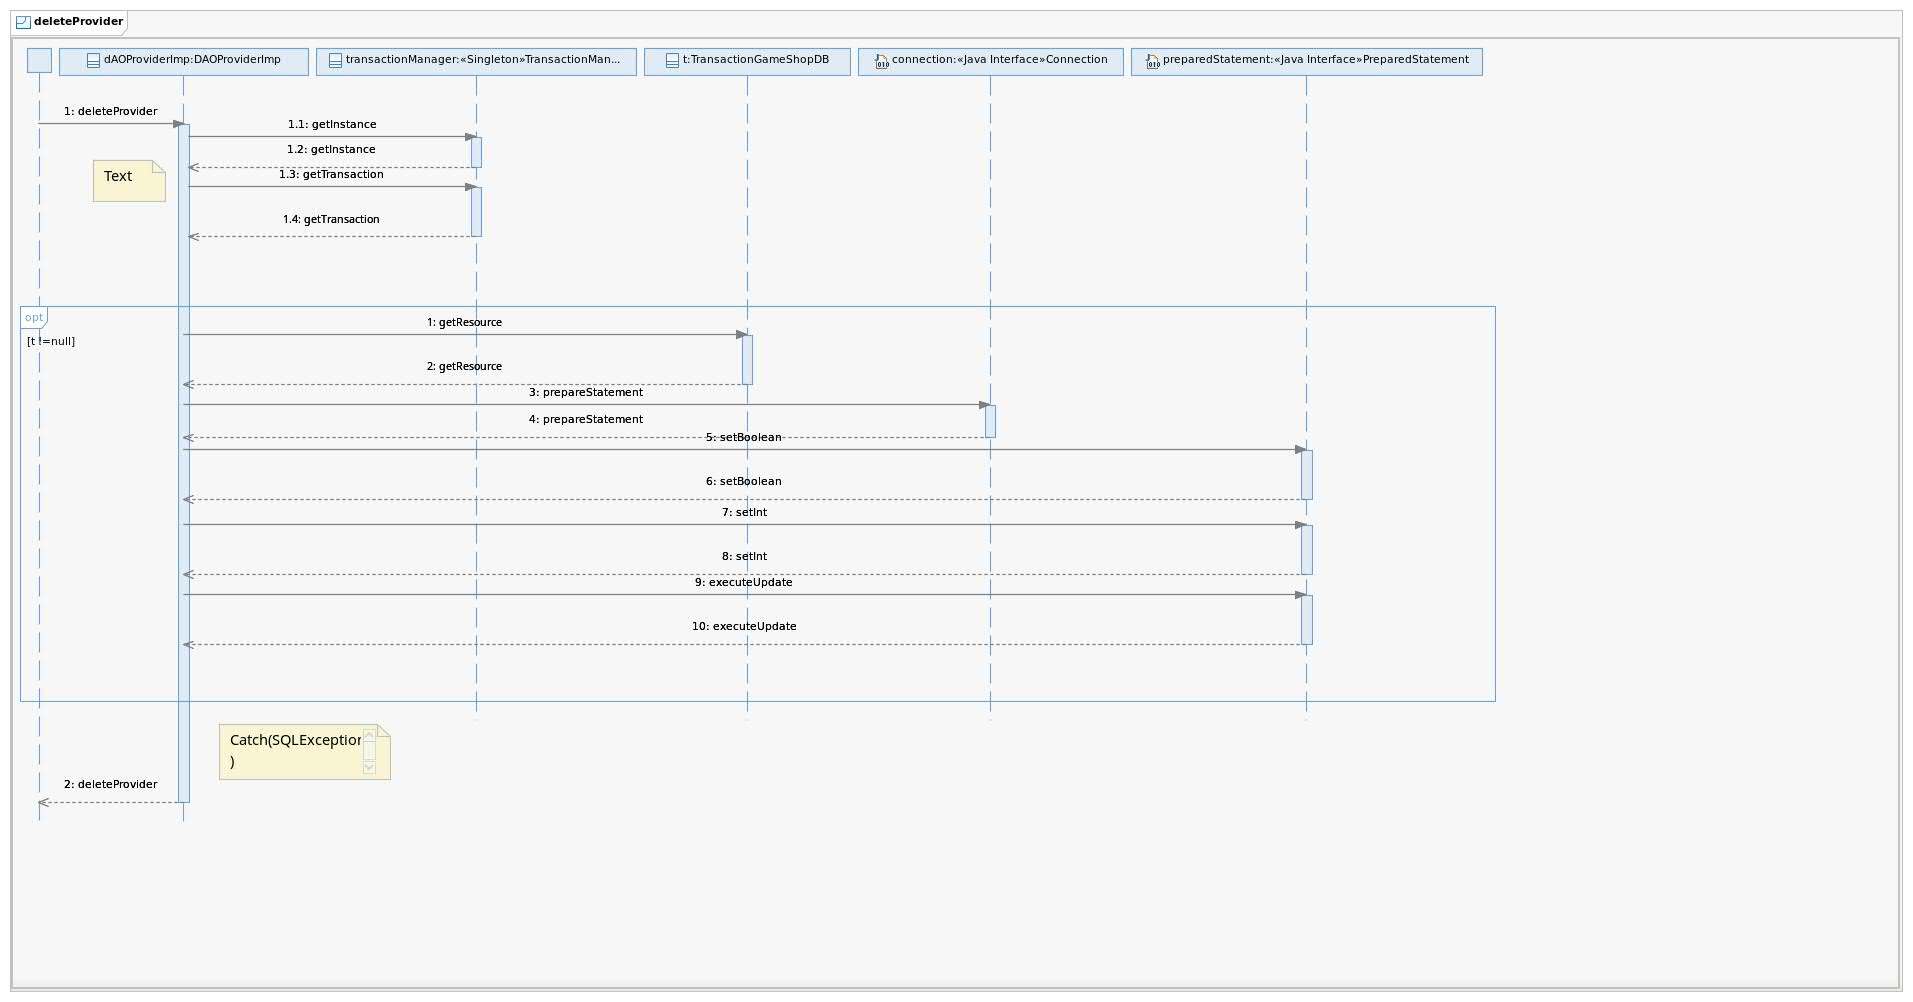 deleteProvider
dAOProviderImp:DAOProviderImp
transactionManager:«Singleton»TransactionMan...
t:TransactionGameShopDB
connection:«Java Interface»Connection
preparedStatement:«Java Interface»PreparedStatement
1: deleteProvider
1.1: getInstance
1.2: getInstance
Text
1.3: getTransaction
1.4: getTransaction
opt
[t !=null]
1: getResource
2: getResource
3: prepareStatement
4: prepareStatement
5: setBoolean
6: setBoolean
7: setInt
8: setInt
9: executeUpdate
10: executeUpdate
Catch(SQLException
)
2: deleteProvider